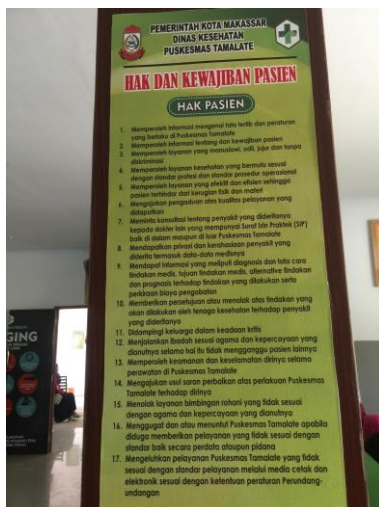 PEMERINTAH KOTA MAKASSAR
DINAS KESEHATAN
PUSKESMAS TAMALATE
HAK DAN KEWAJIBAN PASIEN
HAK PASIEN
1. Memperoleh informasi mengenai tata tertib dan peraturan
yang berlaku di Puskesmas Tamalate
2. Memperoleh informasi tentang dan kewajiban pasien
3. Memperoleh layanan yang manusiawi, adil, jujur dan tanpa
diskriminasi
4. Memperoleh layanan kesehatan yang bermutu sesuai
dengan standar profesi dan standar prosedur operasional
5. Memperoleh layanan yang efektif dan efisien sehingga
pasien terhindar dari kerugian fisik dan materi
6. Mengajukan pengaduan atas kualitas pelayanan yang
didapatkan
7. Meminta konsultasi tentang penyakit yang dideritanya
kepada dokter lain yang mempunyai Surat Izin Praktek (SIP)
baik di dalam maupun di luar Puskesmas Tamalate
8. Mendapatkan privasi dan kerahasiaan penyakit yang
diderita termasuk data-data medisnya
9. Mendapat informasi yang meliputi diagnosis dan tata cara
tindakan medis, tujuan tindakan medis, alternative tindakan
dan prognosis terhadap tindakan yang dilakukan serta
perkiraan biaya pengobatan
10. Memberikan persetujuan atau menolak atas tindakan yang
akan dilakukan oleh tenaga kesehatan terhadap penyakit
yang dideritanya
11. Didampingi keluarga dalam keadaan kritis
12. Menjalankan ibadah sesuai agama dan kepercayaan yang
dianutnya selama hal itu tidak mengganggu pasien lainnya
13. Memperoleh keamanan dan keselamatan dirinya selama
perawatan di Puskesmas
14. Mengajukan usul saran perbaikan atas perlakuan Puskesmas
Tamalate terhadap dirinya
15. Menolak layanan bimbingan rohani yang tidak sesuai
dengan agama dan kepercayaan yang dianutnya
16. Menggugat dan atau menuntut Puskesmas Tamalate apabila
diduga memberikan pelayanan yang tidak sesuai dengan
standar baik secara perdata ataupun pidana
17. Mengeluhkan pelayanan Puskesmas Tamalate yang tidak
sesuai dengan standar pelayanan melalui media cetak dan
elektronik sesuai dengan ketentuan peraturan Perundang-
undangan
GING